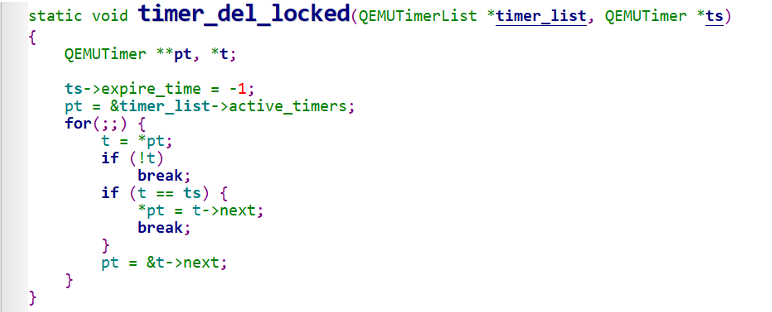 static void timer_del_locked(QEMUTimerList *timer_list, QEMUTimer *ts)
{
    QEMUTimer **pt, *t;

    ts->expire_time = -1;
    pt = &timer_list->active_timers;
    for(;;) {
        t = *pt;
        if (!t)
            break;
        if (t == ts) {
            *pt = t->next;
            break;
        }
        pt = &t->next;
    }
}